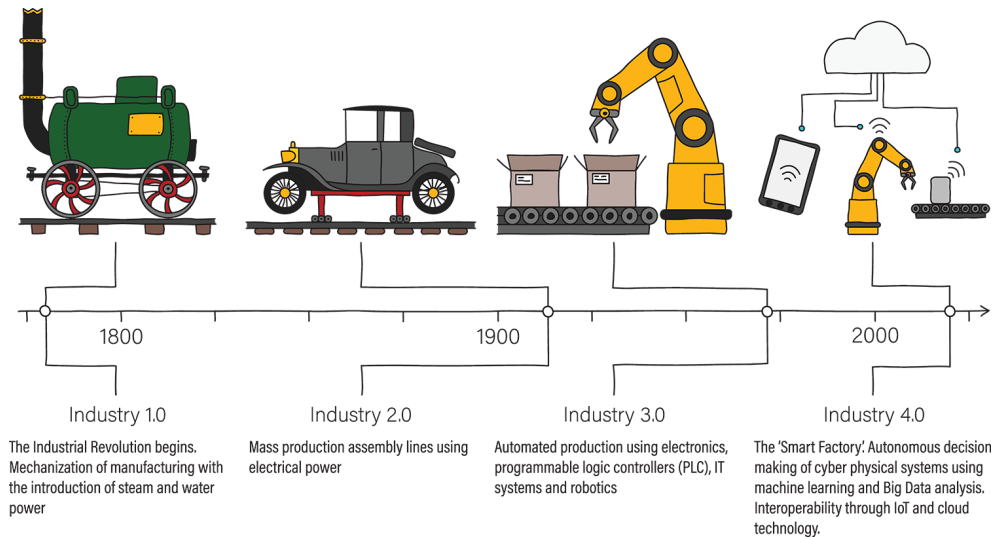 1800
1900
2000
Industry 1.0
The Industrial Revolution begins.
Mechanization of manufacturing with
the introduction of steam and water
power
Industry 2.0
Mass production assembly lines using
electrical power
Industry 3.0
Automated production using electronics,
programmable logic controllers (PLC), IT
systems and robotics
Industry 4.0
The ‘Smart Factory’. Autonomous decision
making of cyber physical systems using
machine learning and Big Data analysis.
Interoperability through IoT and cloud
technology.